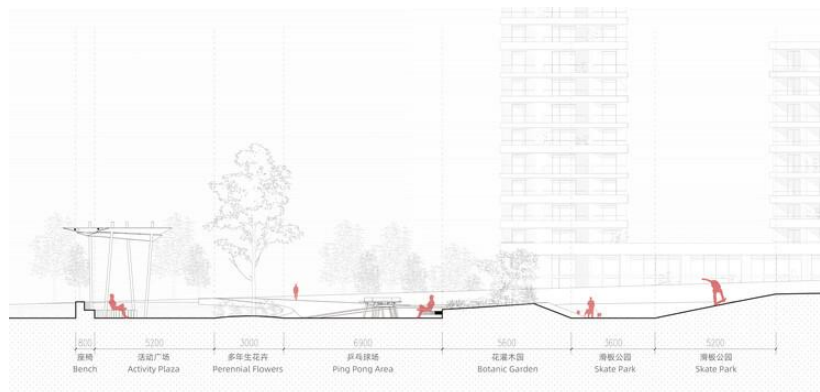 800 5200 3000 6900 5600 3600 5200
座椅 活动广场 多年生花卉 乒乓球场 花灌木园 滑板公园 滑板公园
Bench Activity Plaza Perennial Flowers Ping Pong Area Botanic Garden Skate Park Skate Park